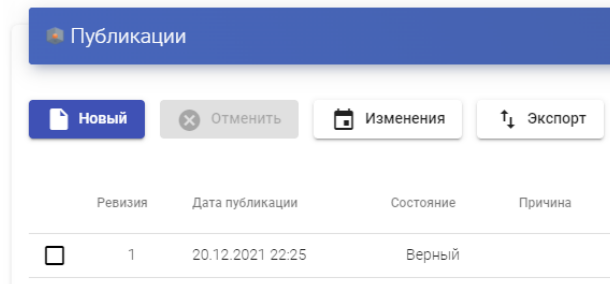 Публикации
Новый Отменить Изменения Экспорт
Ревизия Дата публикации Состояние Причина
1 20.12.2021 22:25 Верный